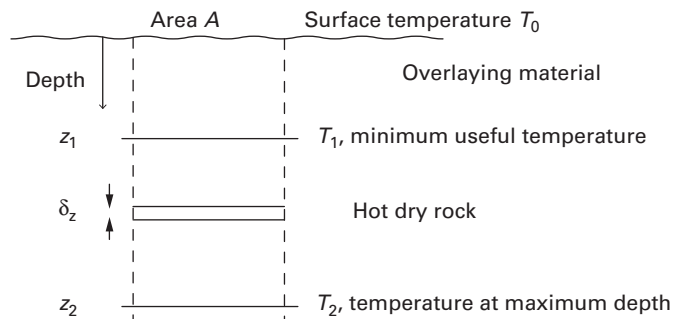 Area A Surface temperature T0
Depth Overlaying material
z1 T1, minimum useful temperature
δz Hot dry rock
z2 T2, temperature at maximum depth